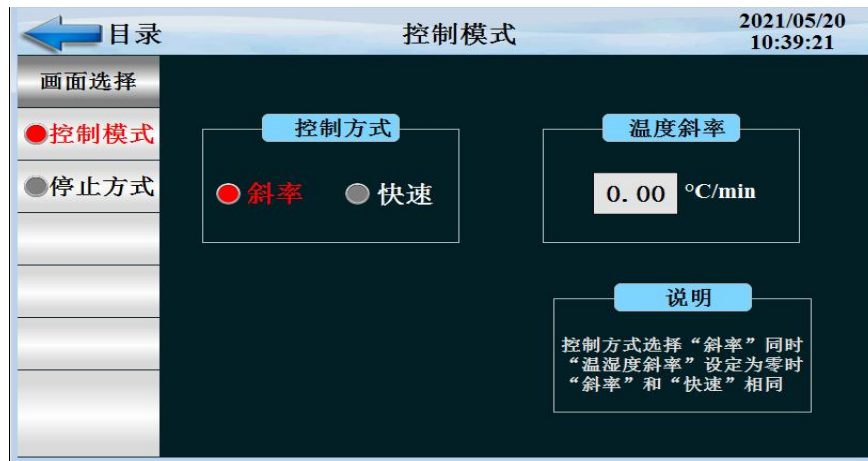 目录
控制模式
2021/05/20
10:39:21
画面选择
控制模式
停止方式
控制方式
斜率
快速
温度斜率
0.00 °C/min
说明
控制方式选择“斜率”同时
“温湿度斜率”设定为零时
“斜率”和“快速”相同